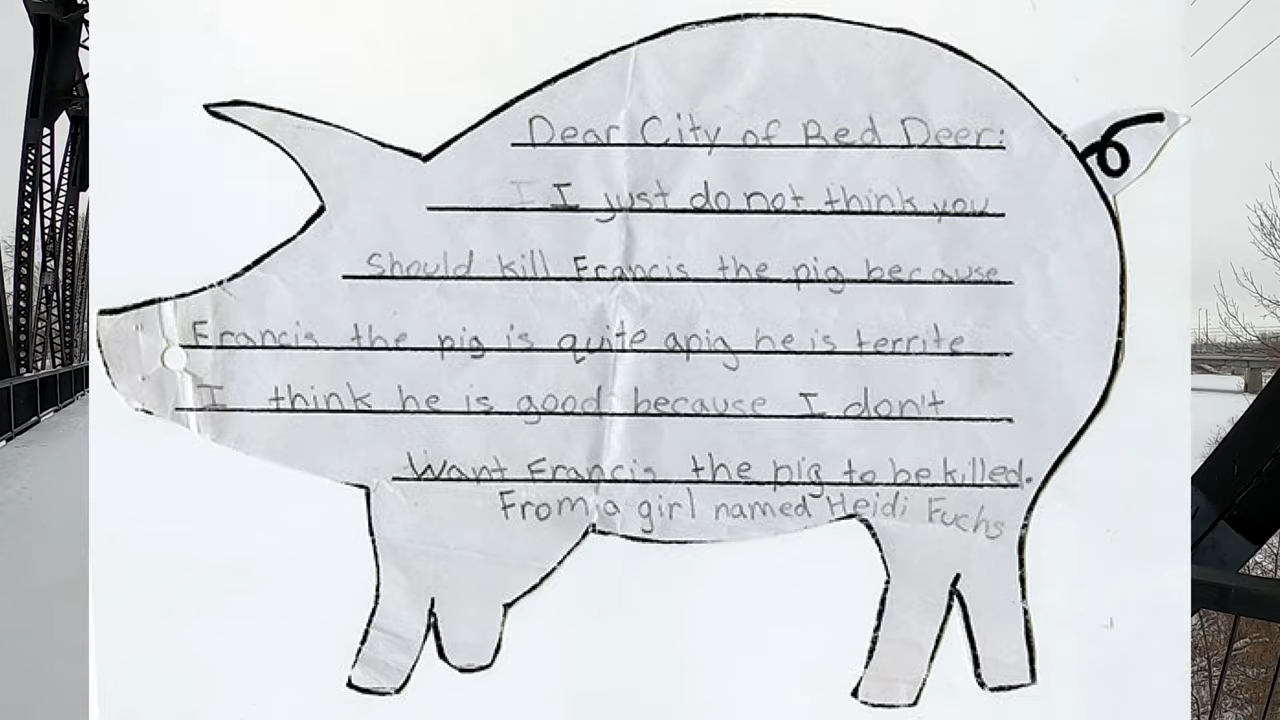 Dear City of Red Deer:
I I just do not think you
Should kill Francis the pig because
Francis the pig is quite apig he is territe
I think he is good because I don't
Want Francis the pig to be killed.
From a girl named Heidi Fuchs